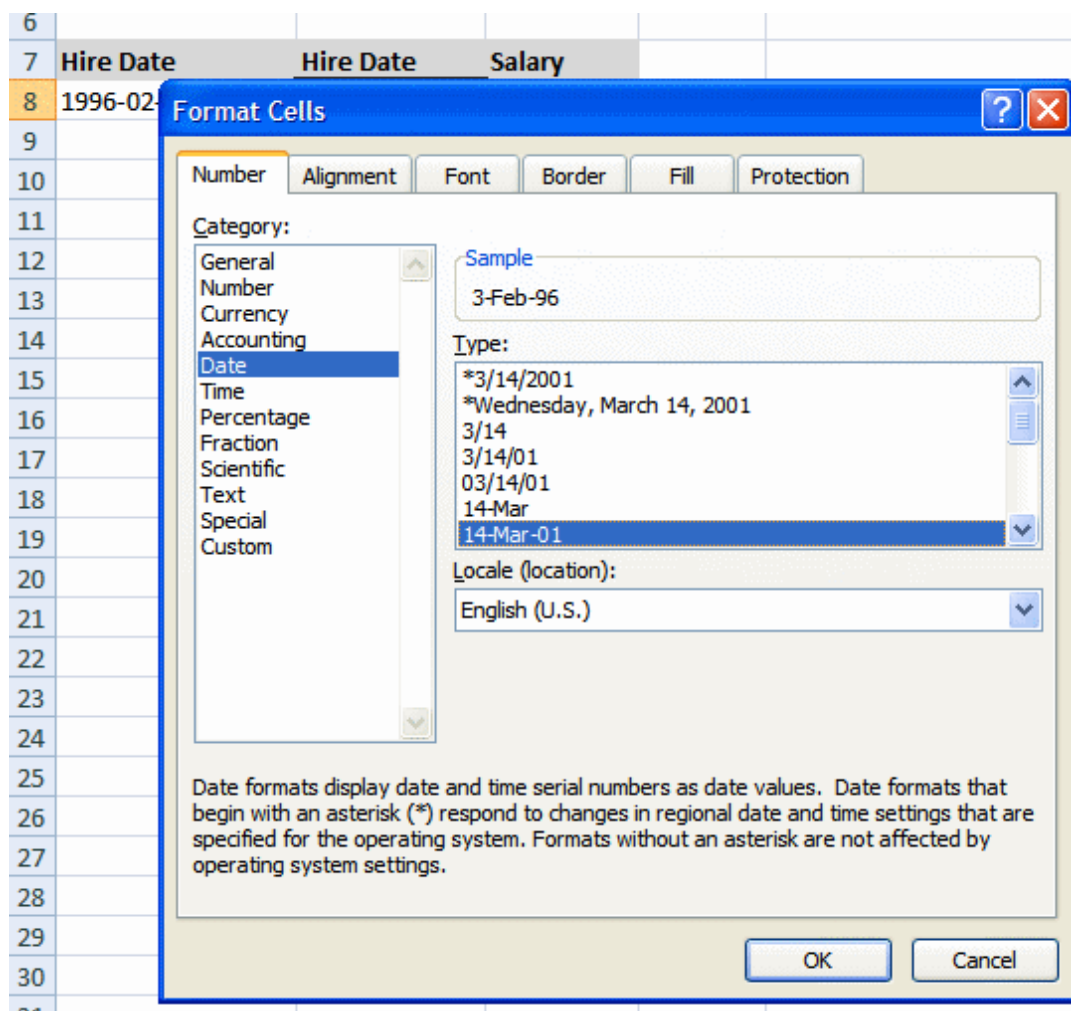 6
7 Hire Date Hire Date Salary
8 1996-02-
Format Cells
9
10
11
12
13
14
15
16
17
18
19
20
21
22
23
24
25
26
27
28
29
30
Number Alignment Font Border Fill Protection
Category:
General
Number
Currency
Accounting
Date
Time
Percentage
Fraction
Scientific
Text
Special
Custom
Sample
3-Feb-96
Type:
*3/14/2001
*Wednesday, March 14, 2001
3/14
3/14/01
03/14/01
14-Mar
14-Mar-01
Locale (location):
English (U.S.)
Date formats display date and time serial numbers as date values. Date formats that
begin with an asterisk (*) respond to changes in regional date and time settings that are
specified for the operating system. Formats without an asterisk are not affected by
operating system settings.
OK Cancel